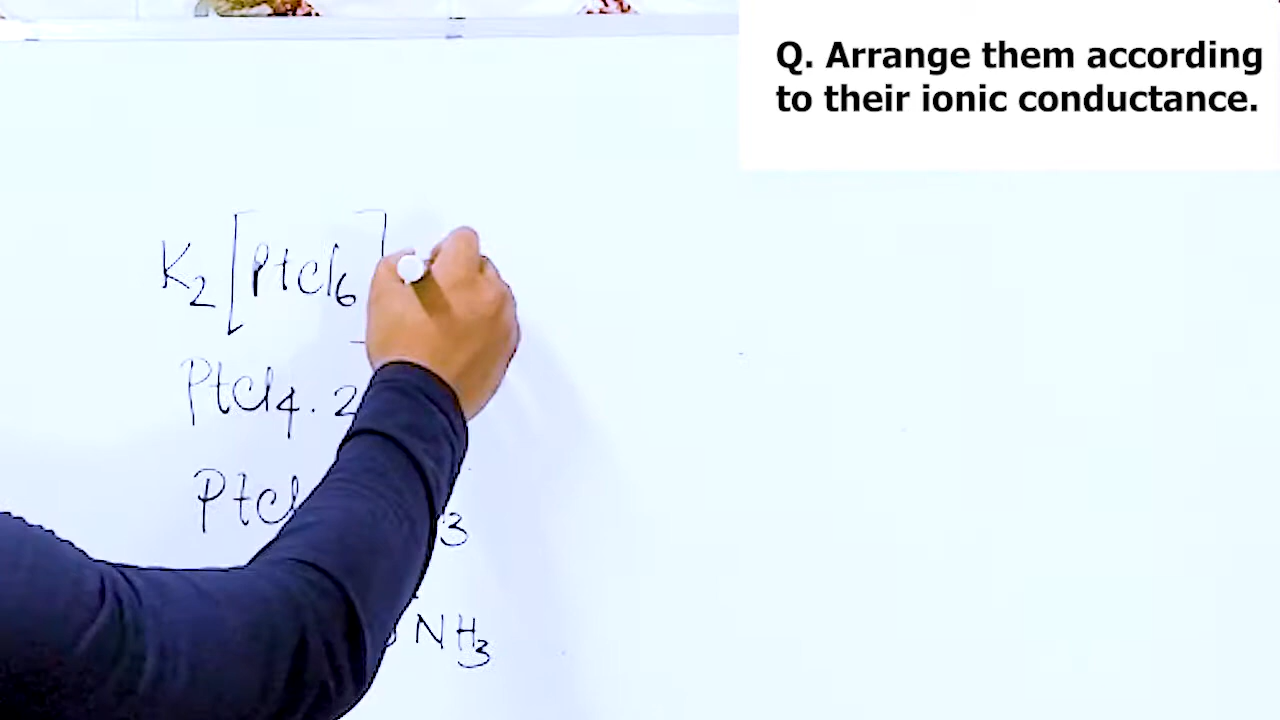 Q. Arrange them according
to their ionic conductance.
K2[PtCl6]
PtCl4.2
PtCl 3
NH3